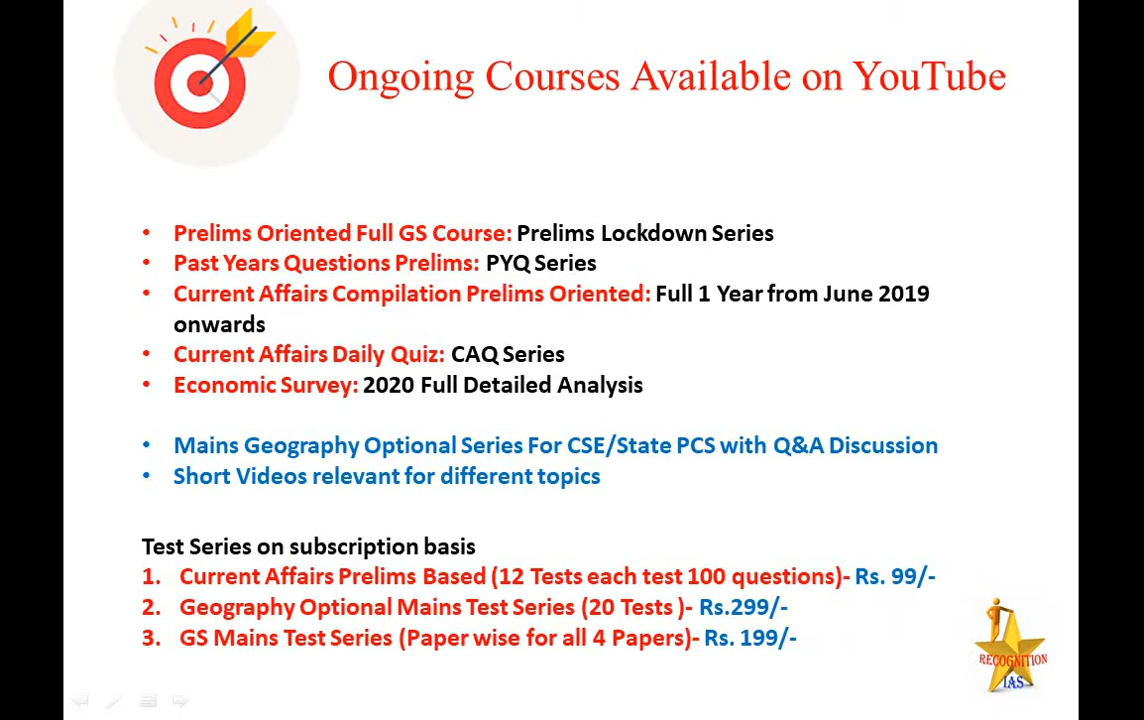 Ongoing Courses Available on YouTube
• Prelims Oriented Full GS Course: Prelims Lockdown Series
• Past Years Questions Prelims: PYQ Series
• Current Affairs Compilation Prelims Oriented: Full 1 Year from June 2019
onwards
• Current Affairs Daily Quiz: CAQ Series
• Economic Survey: 2020 Full Detailed Analysis
• Mains Geography Optional Series For CSE/State PCS with Q&A Discussion
• Short Videos relevant for different topics
Test Series on subscription basis
1. Current Affairs Prelims Based (12 Tests each test 100 questions)- Rs. 99/-
2. Geography Optional Mains Test Series (20 Tests )- Rs.299/-
3. GS Mains Test Series (Paper wise for all 4 Papers)- Rs. 199/-
RECOGNITION
IAS